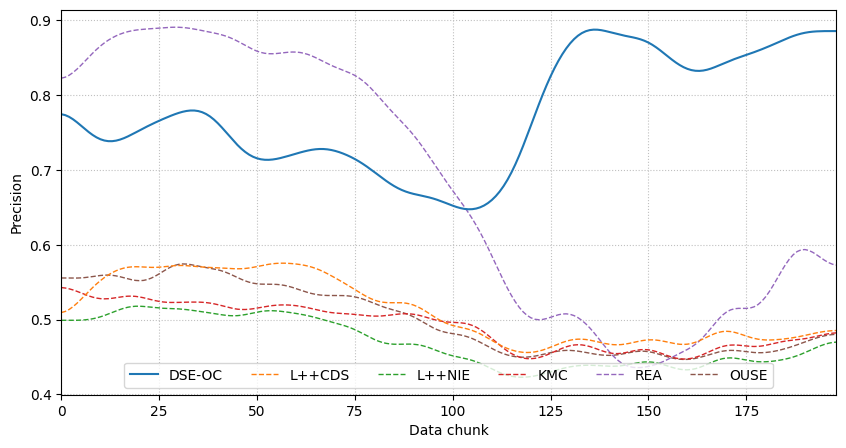 0.9
0.8
0.7
0.6
0.5
0.4
Precision
DSE-OC L++CDS L++NIE KMC REA OUSE
0 25 50 75 100 125 150 175
Data chunk